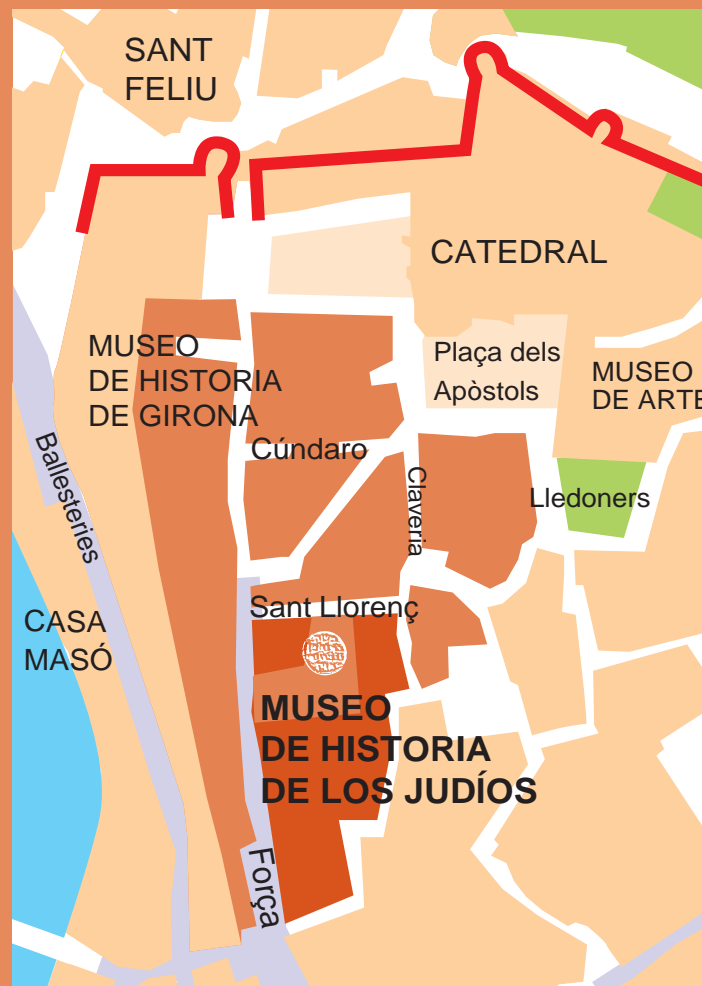 SANT
FELIU
CATEDRAL
MUSEO
DE HISTORIA
DE GIRONA
Plaça dels
Apòstols
MUSEO
DE ARTE
Cúndaro
Ballesteries
Claveria
Lledoners
Sant Llorenç
CASA
MASÓ
MUSEO
DE HISTORIA
DE LOS JUDÍOS
Força